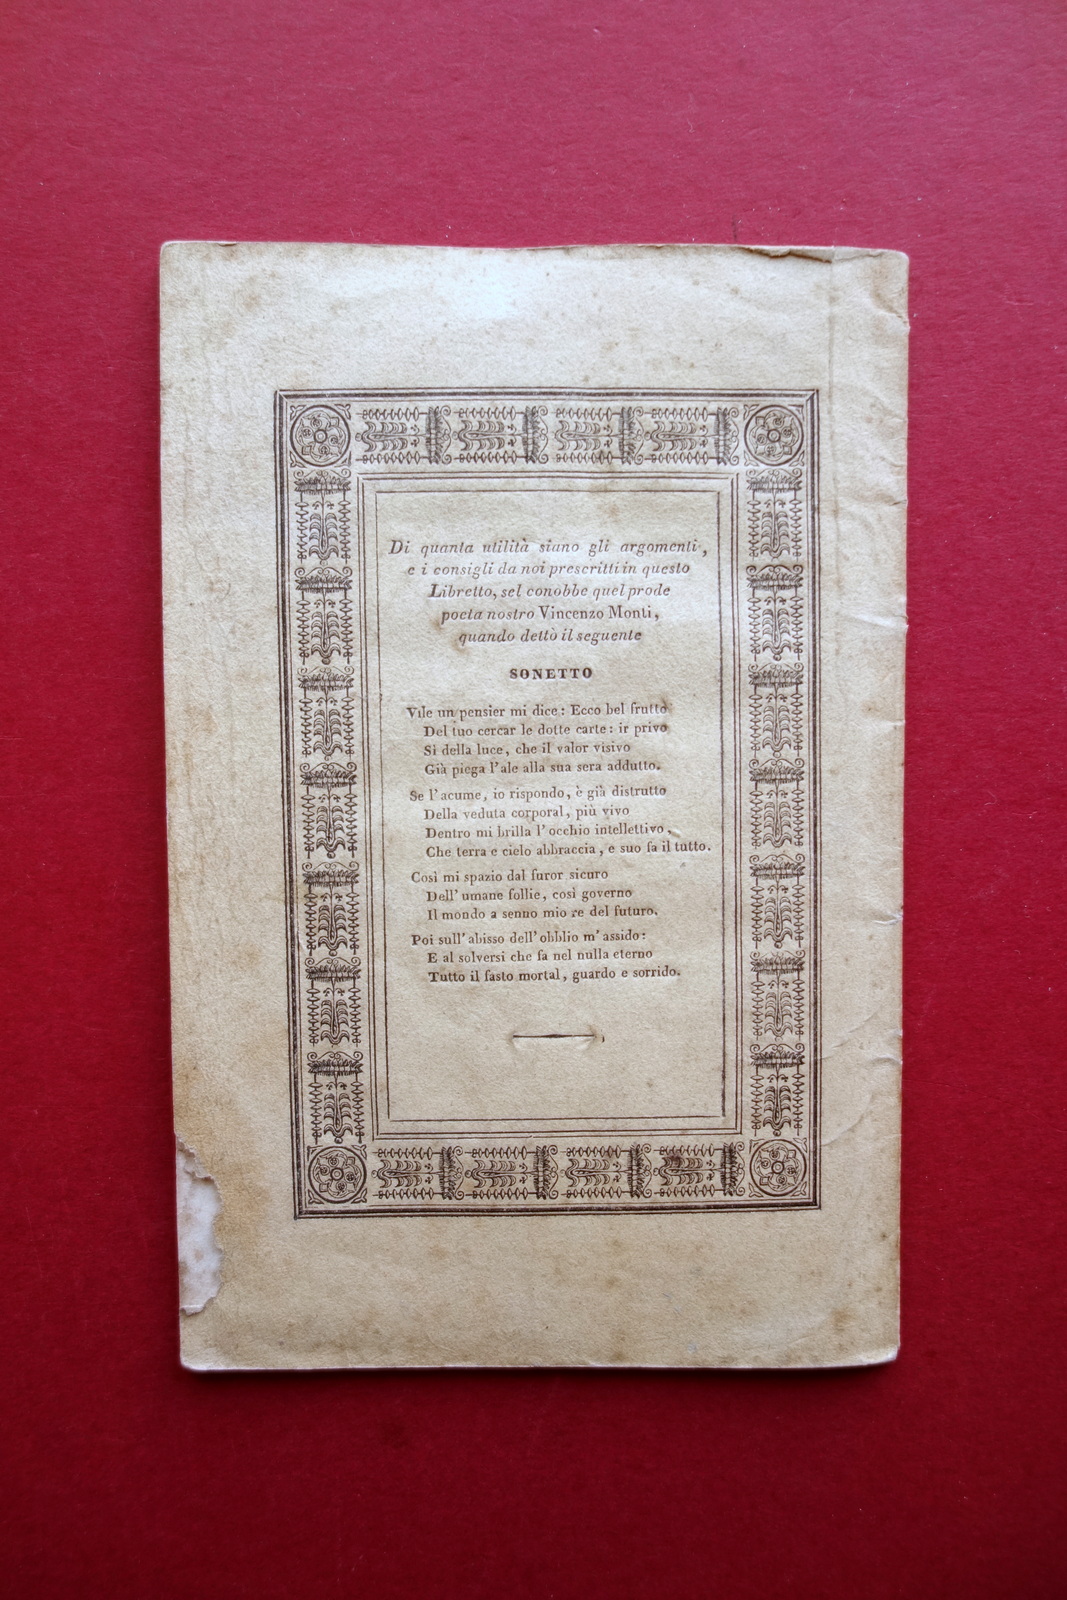 Di quanta utilità siano gli argomenti,
e i consigli da noi prescritti in questo
Libretto, sel conobbe quel prode
poeta nostro Vincenzo Monti,
quando dettò il seguente
SONETTO
Vile un pensier mi dice: Ecco bel frutto
Del tuo cercar le dotte carte: ir privo
Si della luce, che il valor visivo
Già piega l'ale alla sua sera addutto.
Se l'acume, io rispondo, è già distrutto
Della veduta corporal, più vivo
Dentro mi brilla l'occhio intellettivo,
Che terra e cielo abbraccia, e suo fa il tutto.
Così mi spazio dal furor sicuro
Dell'umane follie, così governo
Il mondo a senno mio re del futuro.
Poi sull'abisso dell'obblio m'assido:
E al solversi che fa nel nulla eterno
Tutto il fasto mortal, guardo e sorrido.